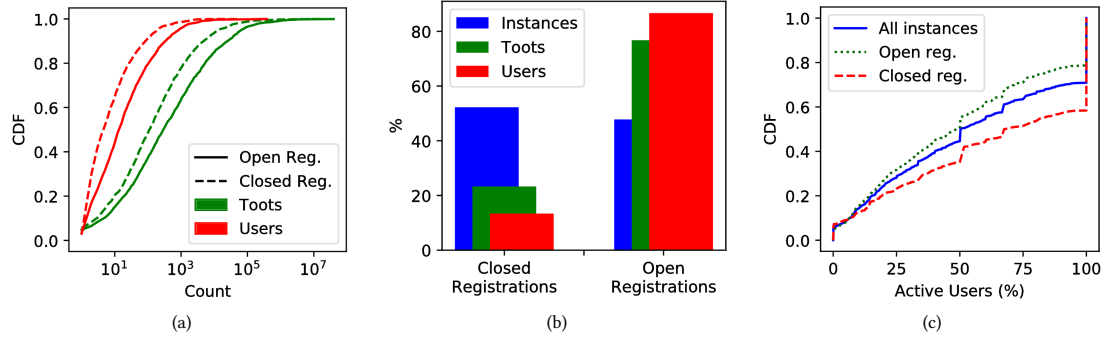 1.0
0.8
0.6
0.4
0.2
0.0
CDF
Open Reg.
Closed Reg.
Toots
Users
10^1
10^3
10^5
10^7
Count
(a)
80
60
40
20
0
%
Instances
Toots
Users
Closed
Registrations
Open
Registrations
(b)
1.0
0.8
0.6
0.4
0.2
0.0
CDF
All instances
Open reg.
Closed reg.
0
25
50
75
100
Active Users (%)
(c)